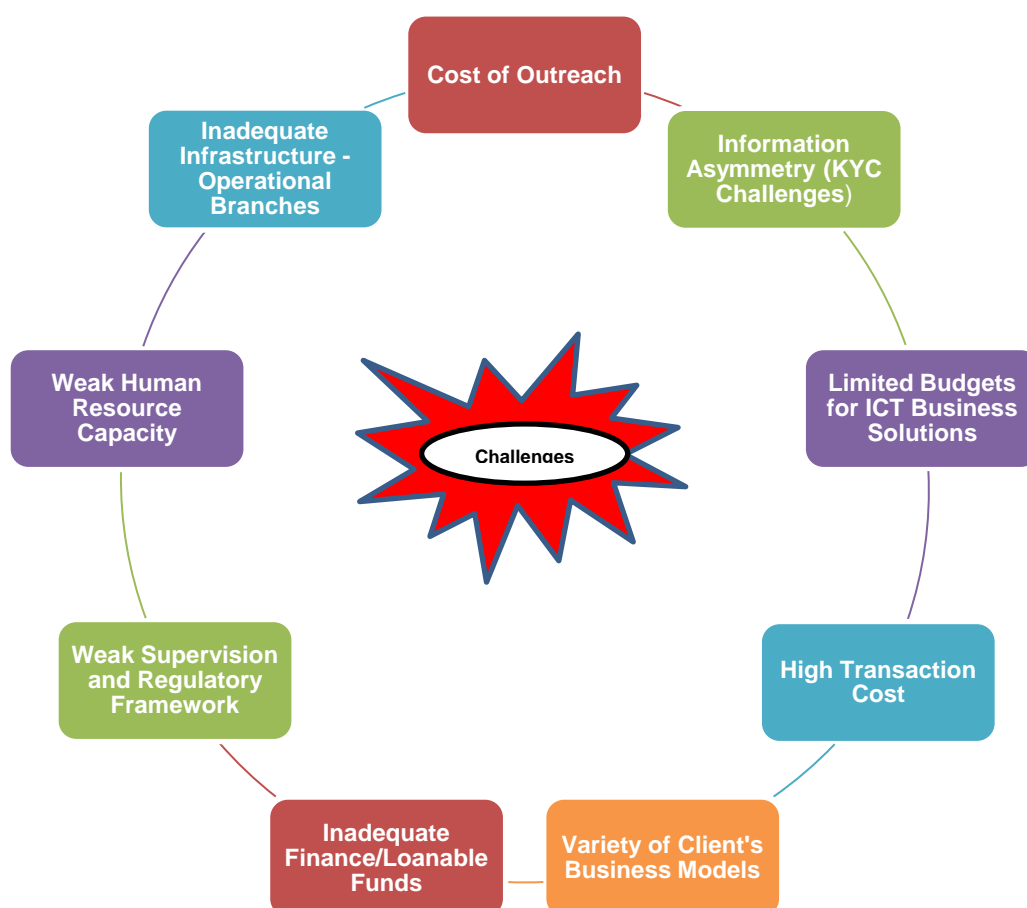 Cost of Outreach
Information
Asymmetry (KYC
Challenges)
Limited Budgets
for ICT Business
Solutions
High Transaction
Cost
Variety of Client's
Business Models
Inadequate
Finance/Loanable
Funds
Weak Supervision
and Regulatory
Framework
Weak Human
Resource
Capacity
Inadequate
Infrastructure -
Operational
Branches
Challenges